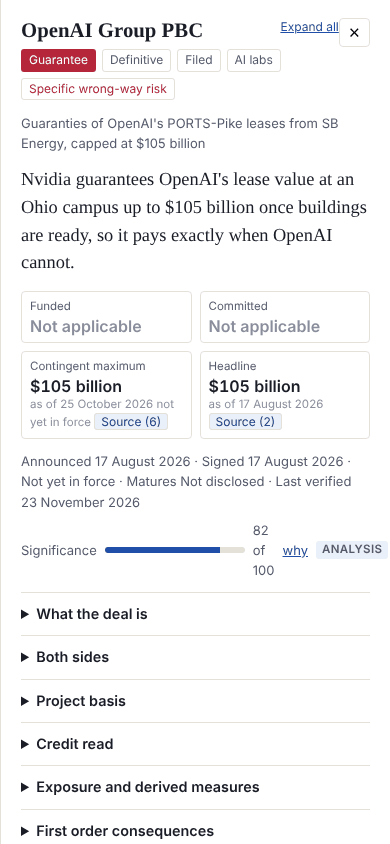 OpenAI Group PBC
Expand all
✕
Guarantee
Definitive
Filed
AI labs
Specific wrong-way risk
Guaranties of OpenAI's PORTS-Pike leases from SB
Energy, capped at $105 billion
Nvidia guarantees OpenAI's lease value at an
Ohio campus up to $105 billion once buildings
are ready, so it pays exactly when OpenAI
cannot.
Funded
Not applicable
Committed
Not applicable
Contingent maximum
$105 billion
as of 25 October 2026 not
yet in force Source (6)
Headline
$105 billion
as of 17 August 2026
Source (2)
Announced 17 August 2026 · Signed 17 August 2026 ·
Not yet in force · Matures Not disclosed · Last verified
23 November 2026
Significance
82
of
100
why
ANALYSIS
▶ What the deal is
▶ Both sides
▶ Project basis
▶ Credit read
▶ Exposure and derived measures
▶ First order consequences